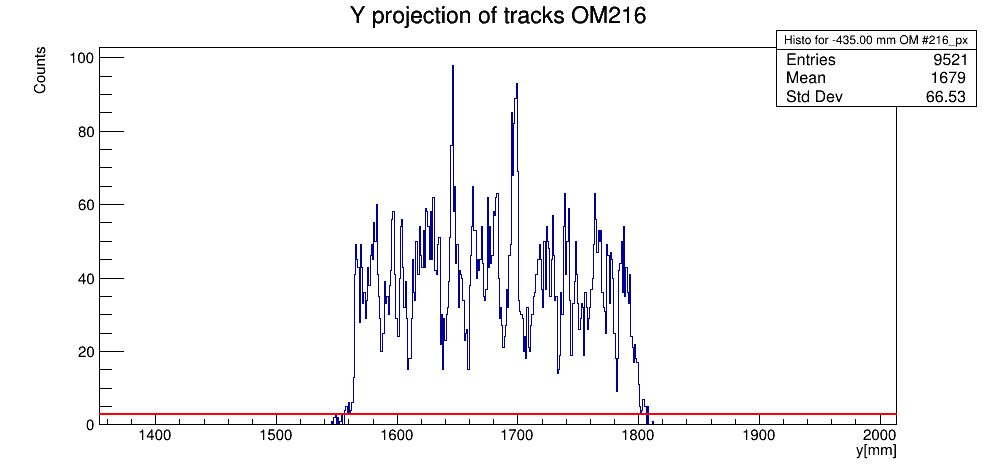 Y projection of tracks OM216
Histo for -435.00 mm OM #216_px
Entries 9521
Mean 1679
Std Dev 66.53
Counts
100
80
60
40
20
0
1400 1500 1600 1700 1800 1900 2000
y[mm]